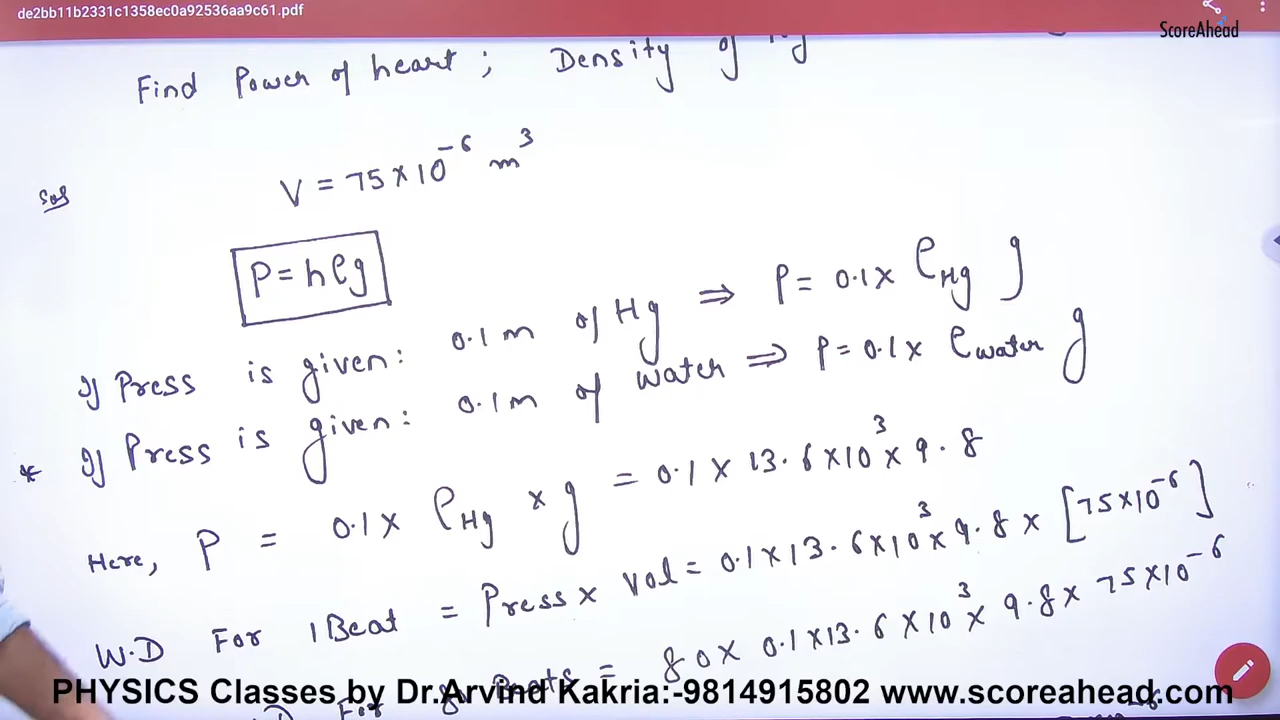 de2bb11b2331c1358ec0a92536aa9c61.pdf
ScoreAhead
Find Power of heart ; Density of Hg
Sol
V = 75×10⁻⁶ m³
P = hρg
If Press is given: 0.1 m of Hg ⇒ P = 0.1× ρHg g
* If Press is given: 0.1 m of water ⇒ P = 0.1× ρwater g
Here, P = 0.1× ρHg × g = 0.1 × 13.6×10³ × 9.8
W.D For 1 Beat = Press × Vol = 0.1×13.6×10³×9.8 × [75×10⁻⁶]
For 80 Beats = 80× 0.1×13.6×10³× 9.8× 75×10⁻⁶
PHYSICS Classes by Dr.Arvind Kakria:-9814915802 www.scoreahead.com